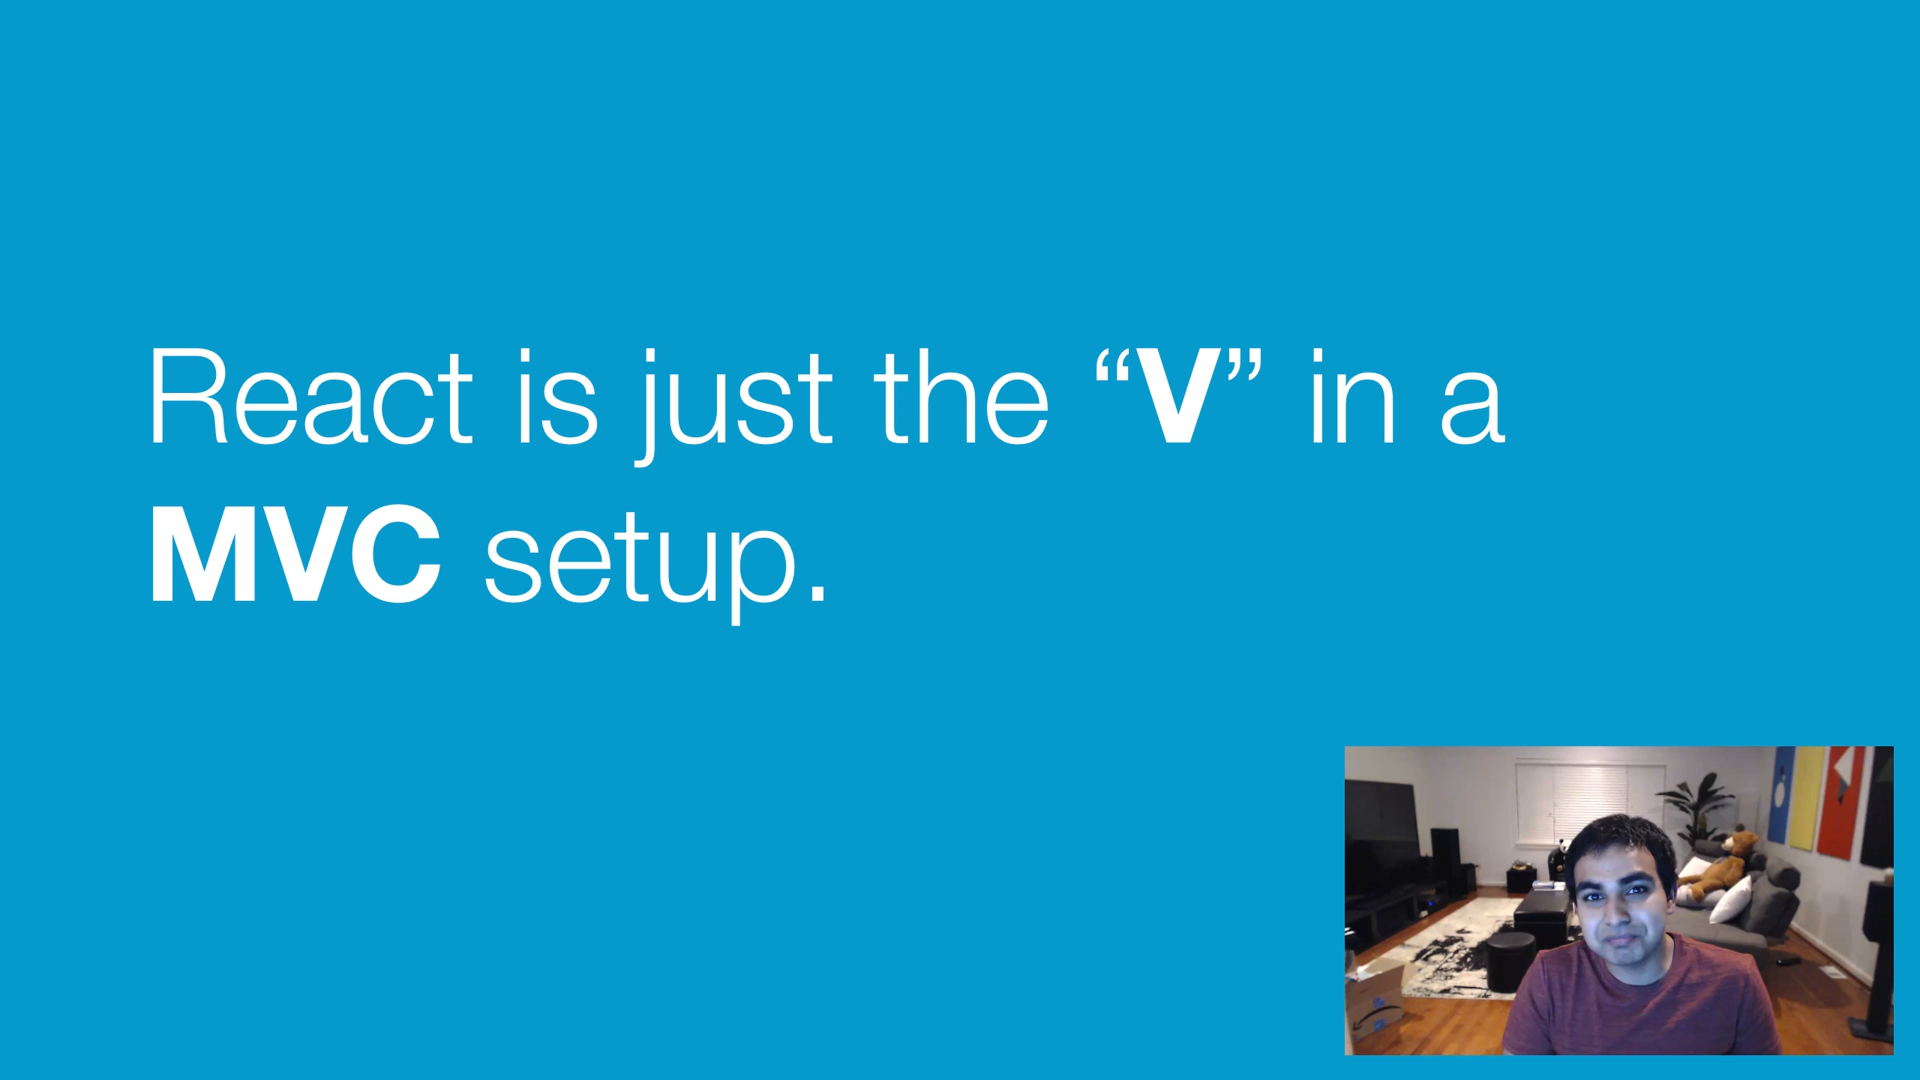 React is just the “V” in a
MVC setup.